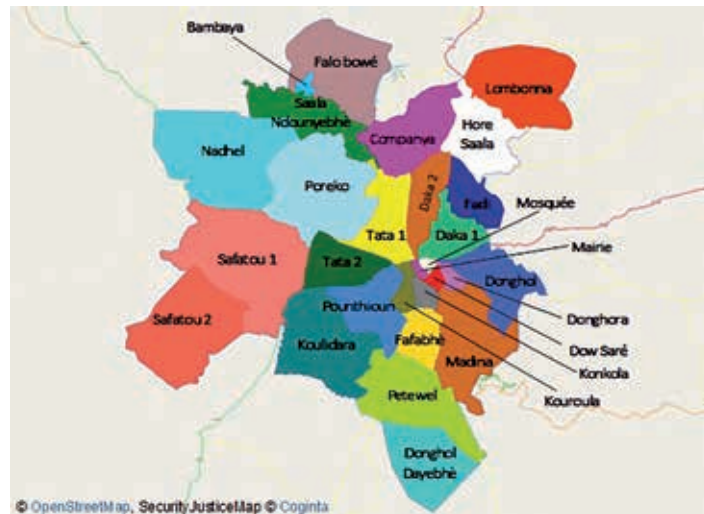 Bambaya
Falo bowé
Lombonna
Saala
Ndounyebhè
Companya
Hore
Saala
Nadhel
Poreko
Daka 2
Fadi
Mosquée
Tata 1
Daka 1
Mairie
Safatou 1
Tata 2
Donghol
Pounthioun
Donghora
Safatou 2
Koulidara
Fafabhè
Madina
Dow Saré
Konkola
Petewel
Kouroula
Donghol
Dayebhè
© OpenStreetMap, SecurityJusticeMap © Coginta